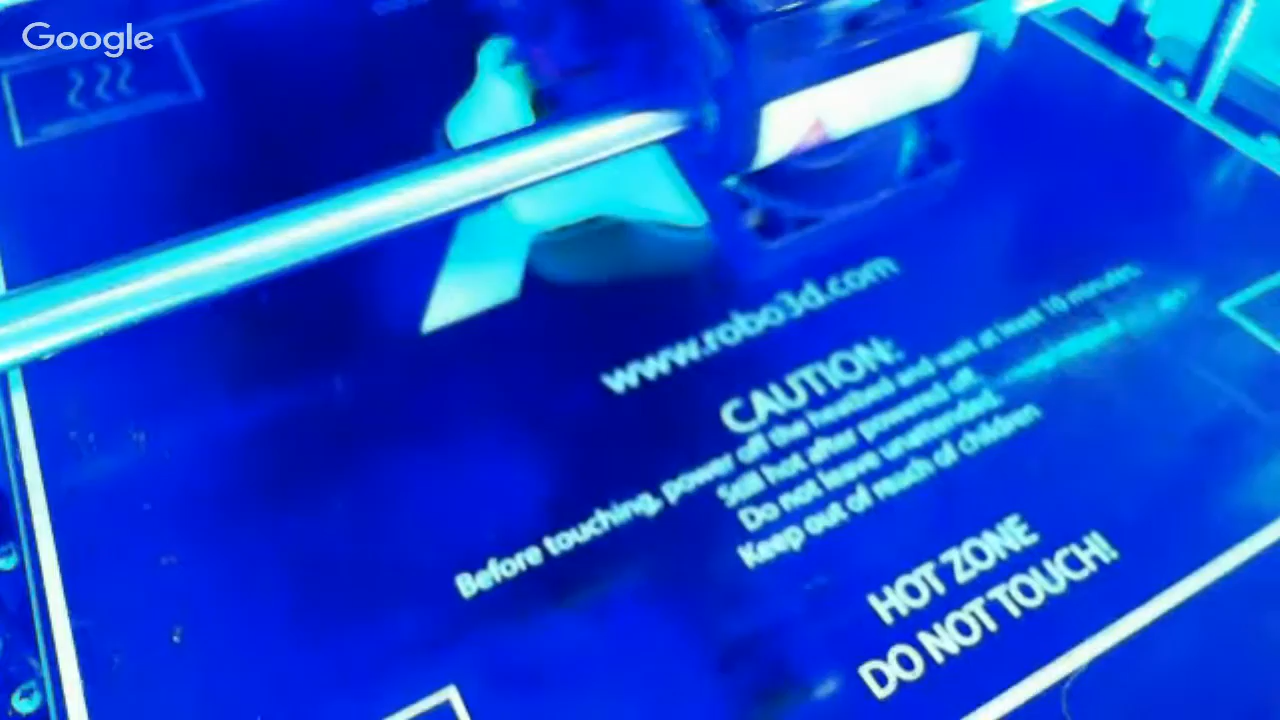 Google
www.robo3d.com
CAUTION:
Before touching, power off the heatbed and wait at least 10 minutes.
Still hot after powered off
Do not leave unattended.
Keep out of reach of children
HOT ZONE
DO NOT TOUCH!